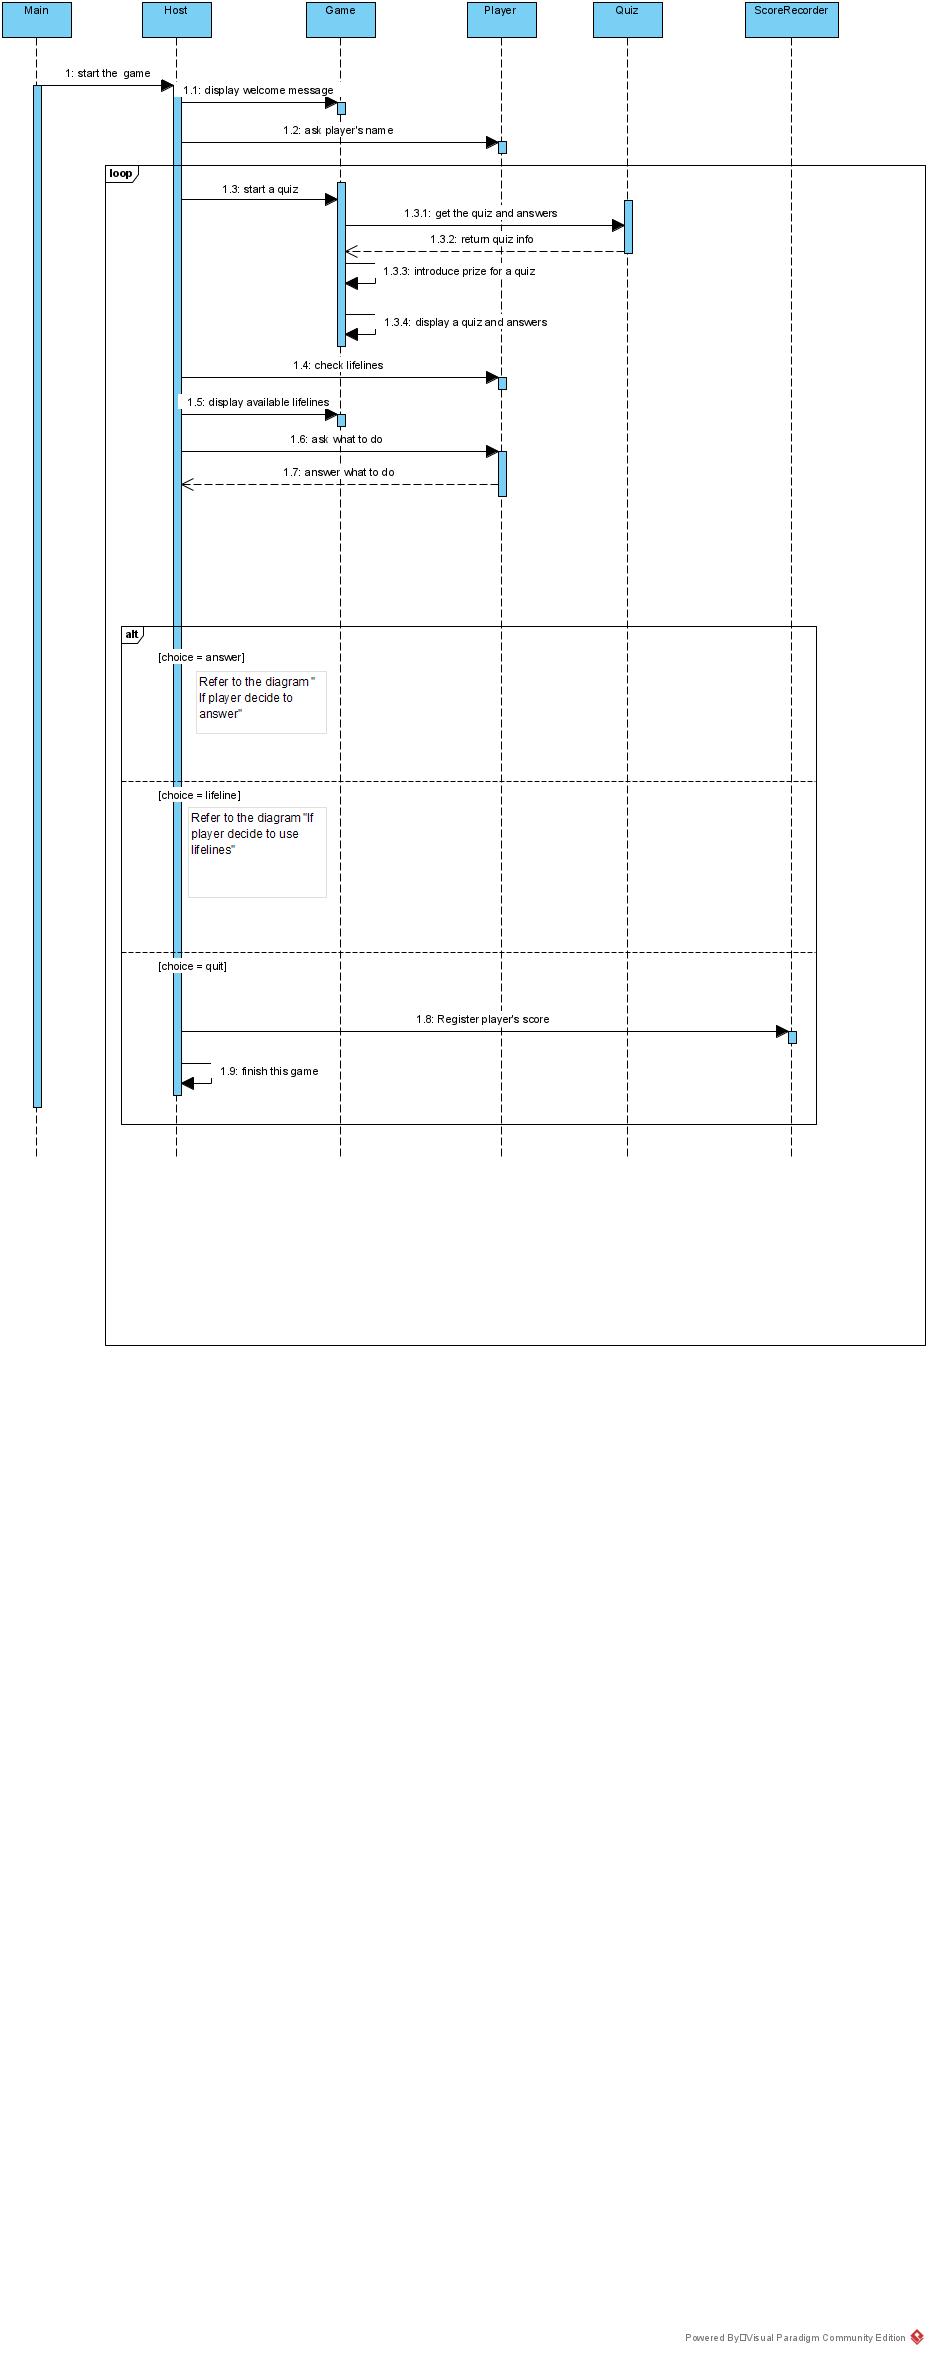 Main
Host
Game
Player
Quiz
ScoreRecorder
1: start the game
1.1: display welcome message
1.2: ask player's name
loop
1.3: start a quiz
1.3.1: get the quiz and answers
1.3.2: return quiz info
1.3.3: introduce prize for a quiz
1.3.4: display a quiz and answers
1.4: check lifelines
1.5: display available lifelines
1.6: ask what to do
1.7: answer what to do
alt
[choice = answer]
Refer to the diagram "
If player decide to
answer"
[choice = lifeline]
Refer to the diagram "If
player decide to use
lifelines"
[choice = quit]
1.8: Register player's score
1.9: finish this game
Powered By□Visual Paradigm Community Edition